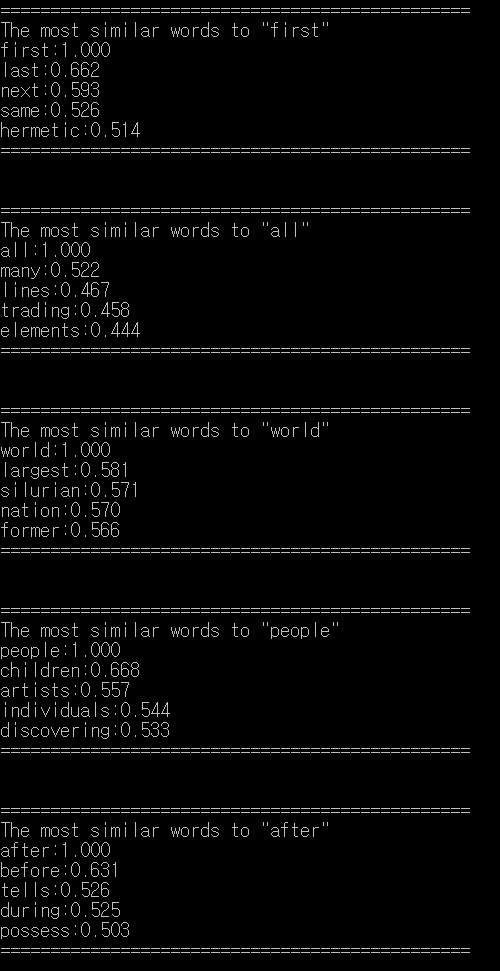 ===============================================
The most similar words to "first"
first:1.000
last:0.662
next:0.593
same:0.526
hermetic:0.514
===============================================
===============================================
The most similar words to "all"
all:1.000
many:0.522
lines:0.467
trading:0.458
elements:0.444
===============================================
===============================================
The most similar words to "world"
world:1.000
largest:0.581
silurian:0.571
nation:0.570
former:0.566
===============================================
===============================================
The most similar words to "people"
people:1.000
children:0.668
artists:0.557
individuals:0.544
discovering:0.533
===============================================
===============================================
The most similar words to "after"
after:1.000
before:0.631
tells:0.526
during:0.525
possess:0.503
===============================================